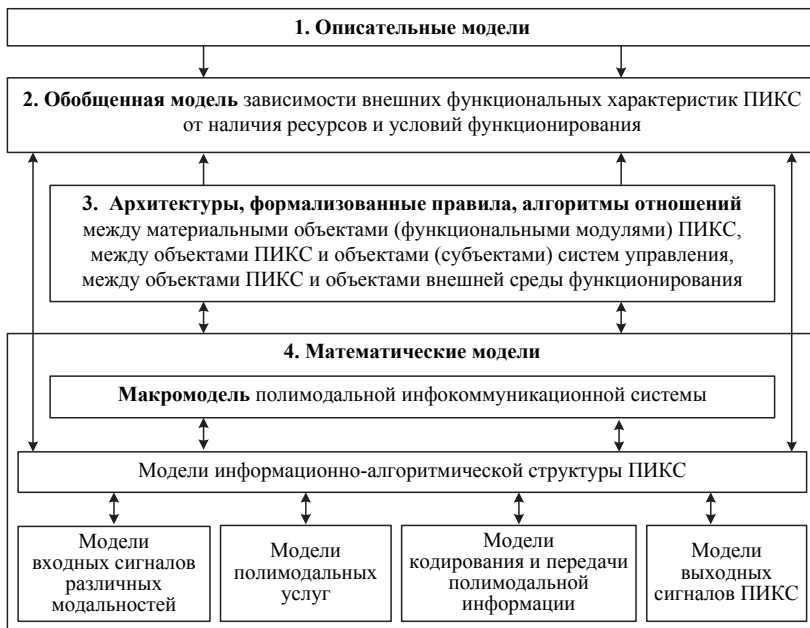 1. Описательные модели
2. Обобщенная модель зависимости внешних функциональных характеристик ПИКС
от наличия ресурсов и условий функционирования
3. Архитектуры, формализованные правила, алгоритмы отношений
между материальными объектами (функциональными модулями) ПИКС,
между объектами ПИКС и объектами (субъектами) систем управления,
между объектами ПИКС и объектами внешней среды функционирования
4. Математические модели
Макромодель полимодальной инфокоммуникационной системы
Модели информационно-алгоритмической структуры ПИКС
Модели
входных сигналов
различных
модальностей
Модели
полимодальных
услуг
Модели
кодирования и передачи
полимодальной
информации
Модели
выходных
сигналов ПИКС